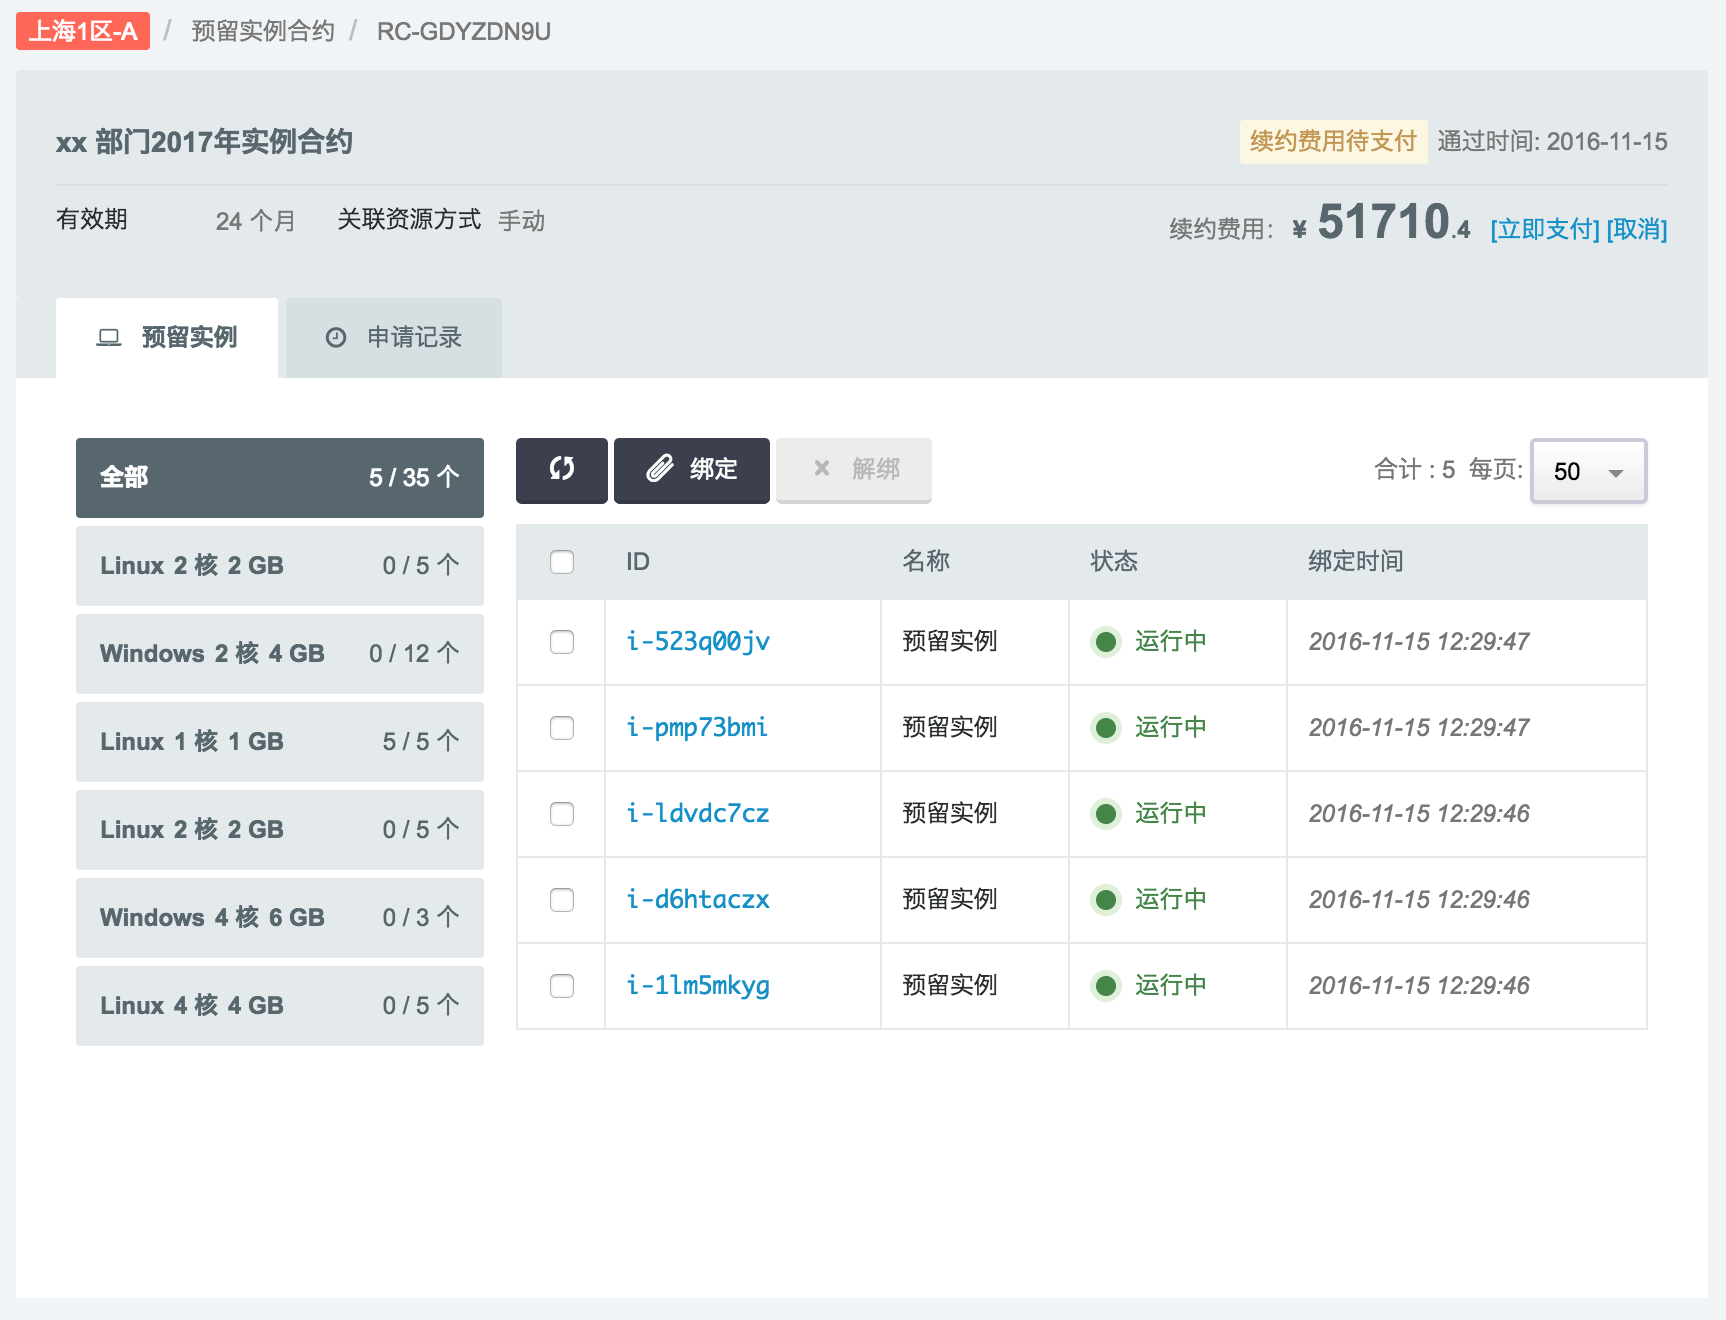 上海1区-A / 预留实例合约 / RC-GDYZDN9U
xx 部门2017年实例合约
续约费用待支付 通过时间: 2016-11-15
有效期 24 个月 关联资源方式 手动
续约费用: ¥ 51710.4 [立即支付] [取消]
预留实例 申请记录
全部 5 / 35 个
Linux 2 核 2 GB 0 / 5 个
Windows 2 核 4 GB 0 / 12 个
Linux 1 核 1 GB 5 / 5 个
Linux 2 核 2 GB 0 / 5 个
Windows 4 核 6 GB 0 / 3 个
Linux 4 核 4 GB 0 / 5 个
绑定 × 解绑 合计 : 5 每页: 50
ID 名称 状态 绑定时间
i-523q00jv 预留实例 运行中 2016-11-15 12:29:47
i-pmp73bmi 预留实例 运行中 2016-11-15 12:29:47
i-ldvdc7cz 预留实例 运行中 2016-11-15 12:29:46
i-d6htaczx 预留实例 运行中 2016-11-15 12:29:46
i-1lm5mkyg 预留实例 运行中 2016-11-15 12:29:46